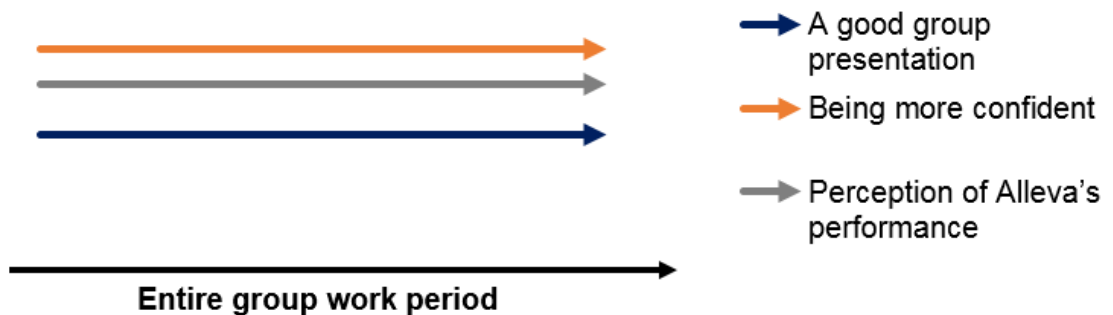 A good group
presentation
Being more confident
Perception of Alleva's
performance
Entire group work period